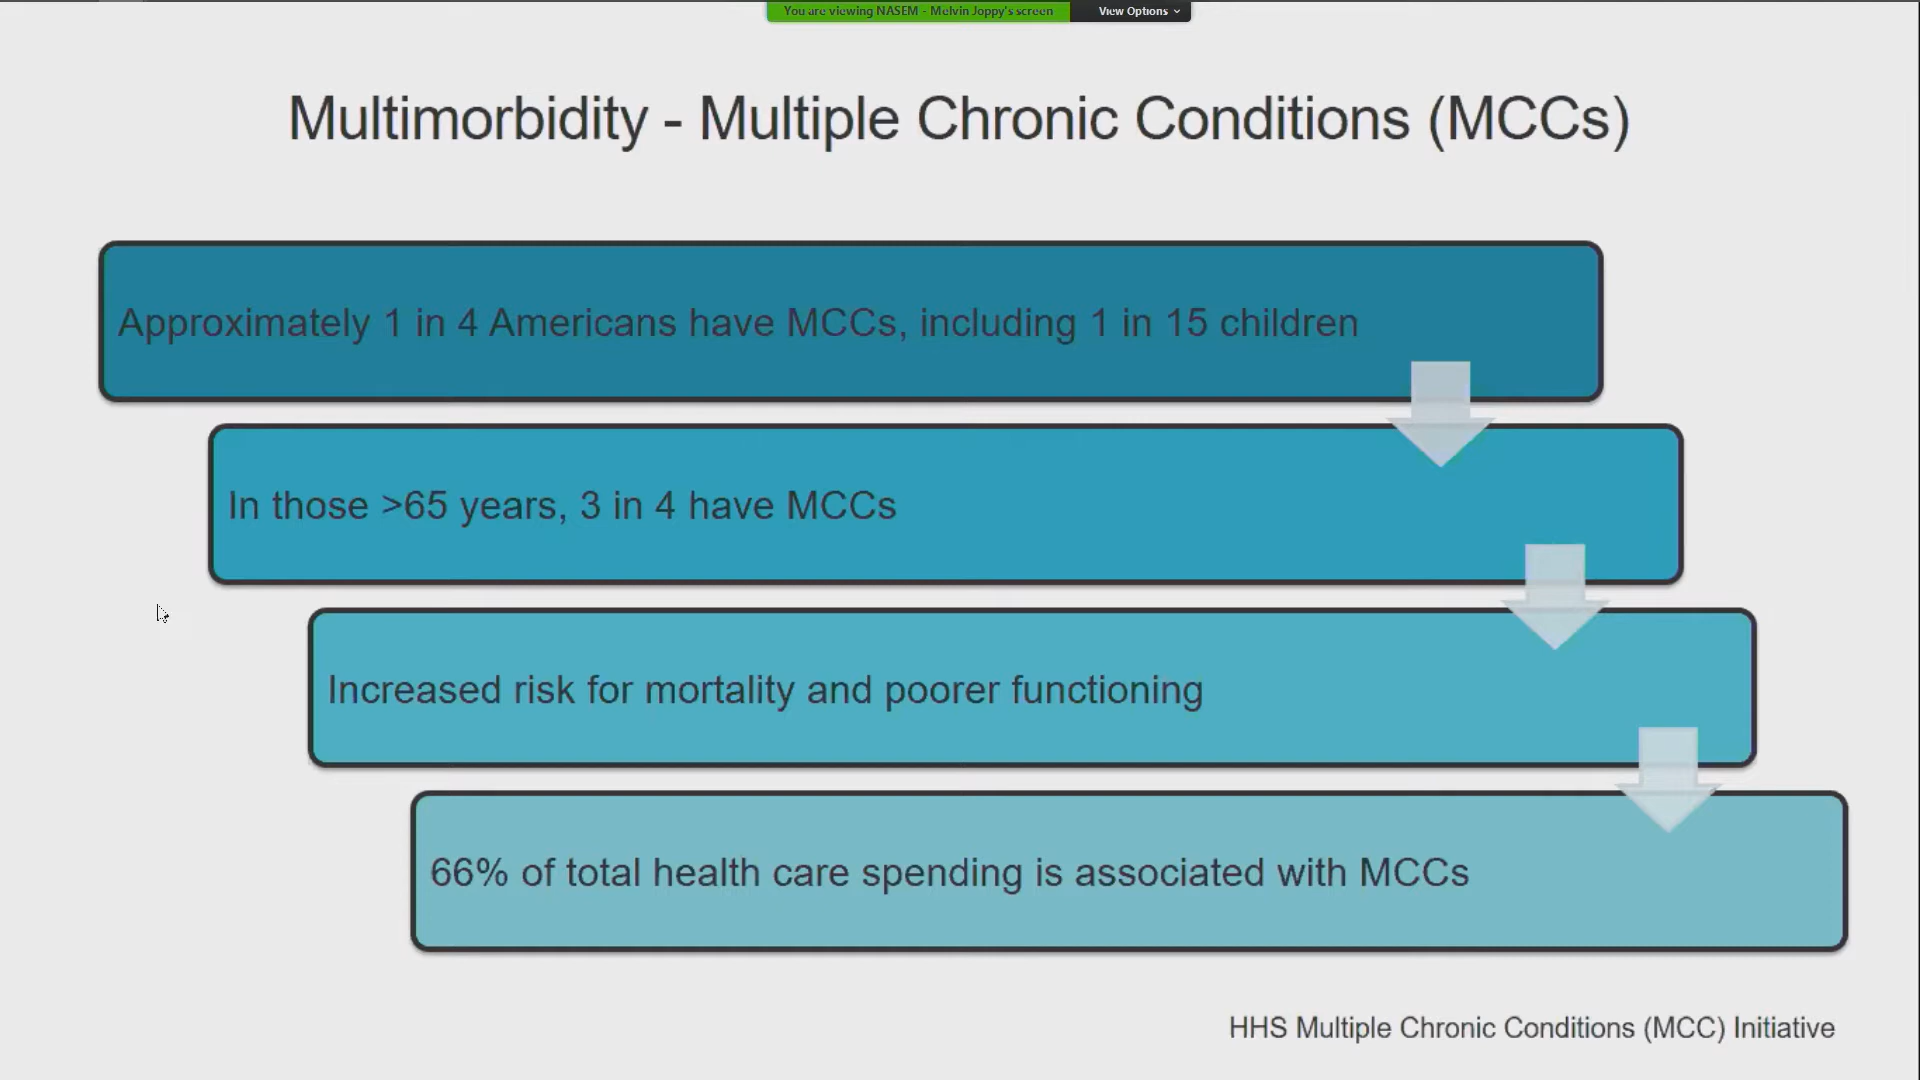 You are viewing NASEM - Melvin Joppy's screen
View Options
Multimorbidity - Multiple Chronic Conditions (MCCs)
Approximately 1 in 4 Americans have MCCs, including 1 in 15 children
In those >65 years, 3 in 4 have MCCs
Increased risk for mortality and poorer functioning
66% of total health care spending is associated with MCCs
HHS Multiple Chronic Conditions (MCC) Initiative